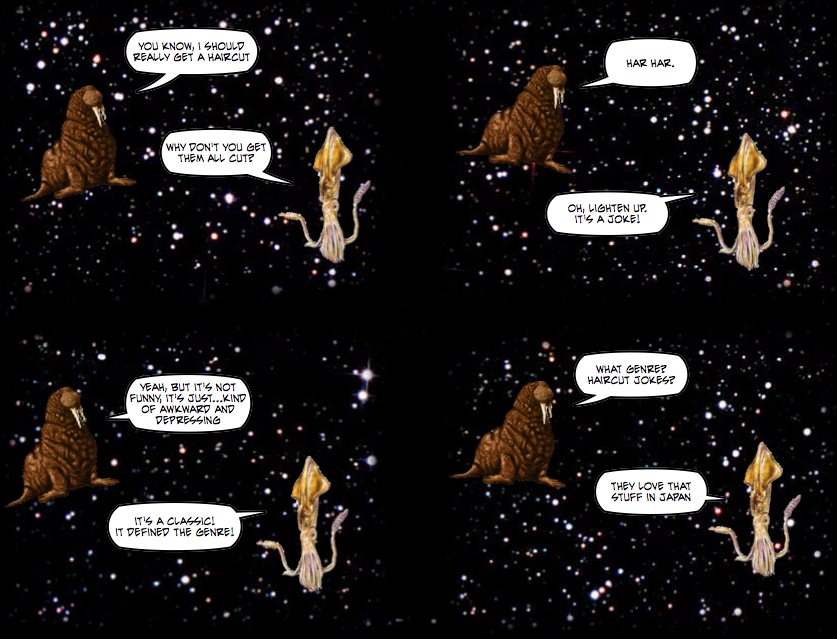 YOU KNOW, I SHOULD
REALLY GET A HAIRCUT
WHY DON'T YOU GET
THEM ALL CUT?
HAR HAR.
OH, LIGHTEN UP.
IT'S A JOKE!
YEAH, BUT IT'S NOT
FUNNY, IT'S JUST...KIND
OF AWKWARD AND
DEPRESSING
IT'S A CLASSIC!
IT DEFINED THE GENRE!
WHAT GENRE?
HAIRCUT JOKES?
THEY LOVE THAT
STUFF IN JAPAN